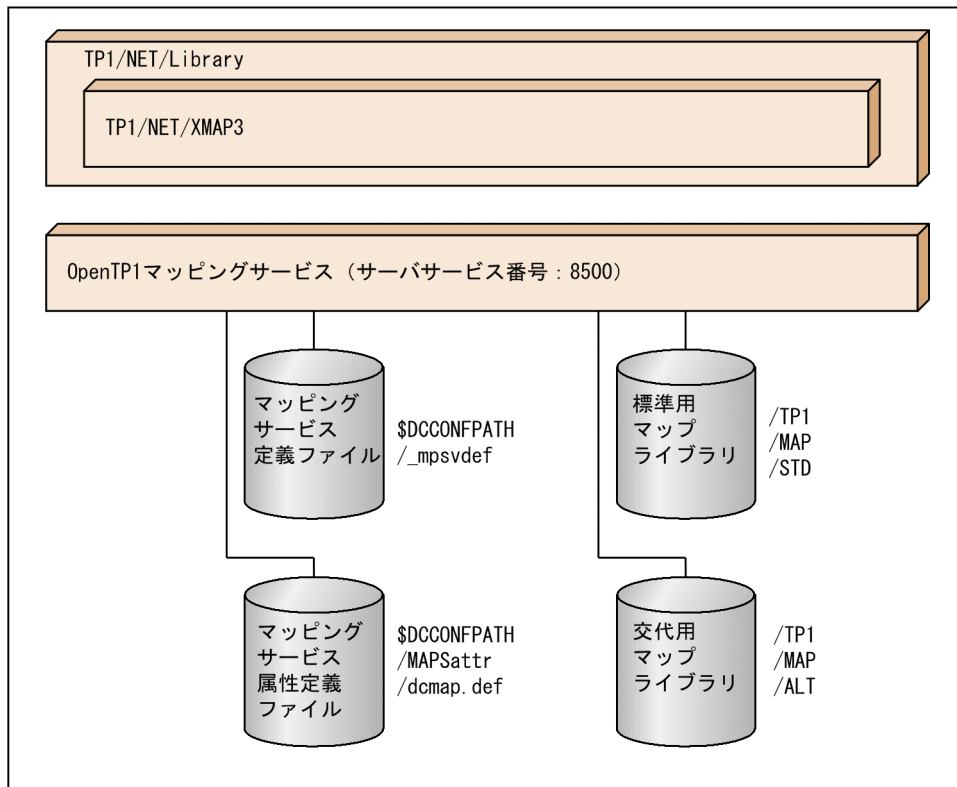 TP1/NET/Library
TP1/NET/XMAP3
OpenTP1マッピングサービス（サーバサービス番号：8500）
マッピング
サービス
定義ファイル
$DCCONFPATH
/_mpsvdef
標準用
マップ
ライブラリ
/TP1
/MAP
/STD
マッピング
サービス
属性定義
ファイル
$DCCONFPATH
/MAPSattr
/dcmap.def
交代用
マップ
ライブラリ
/TP1
/MAP
/ALT